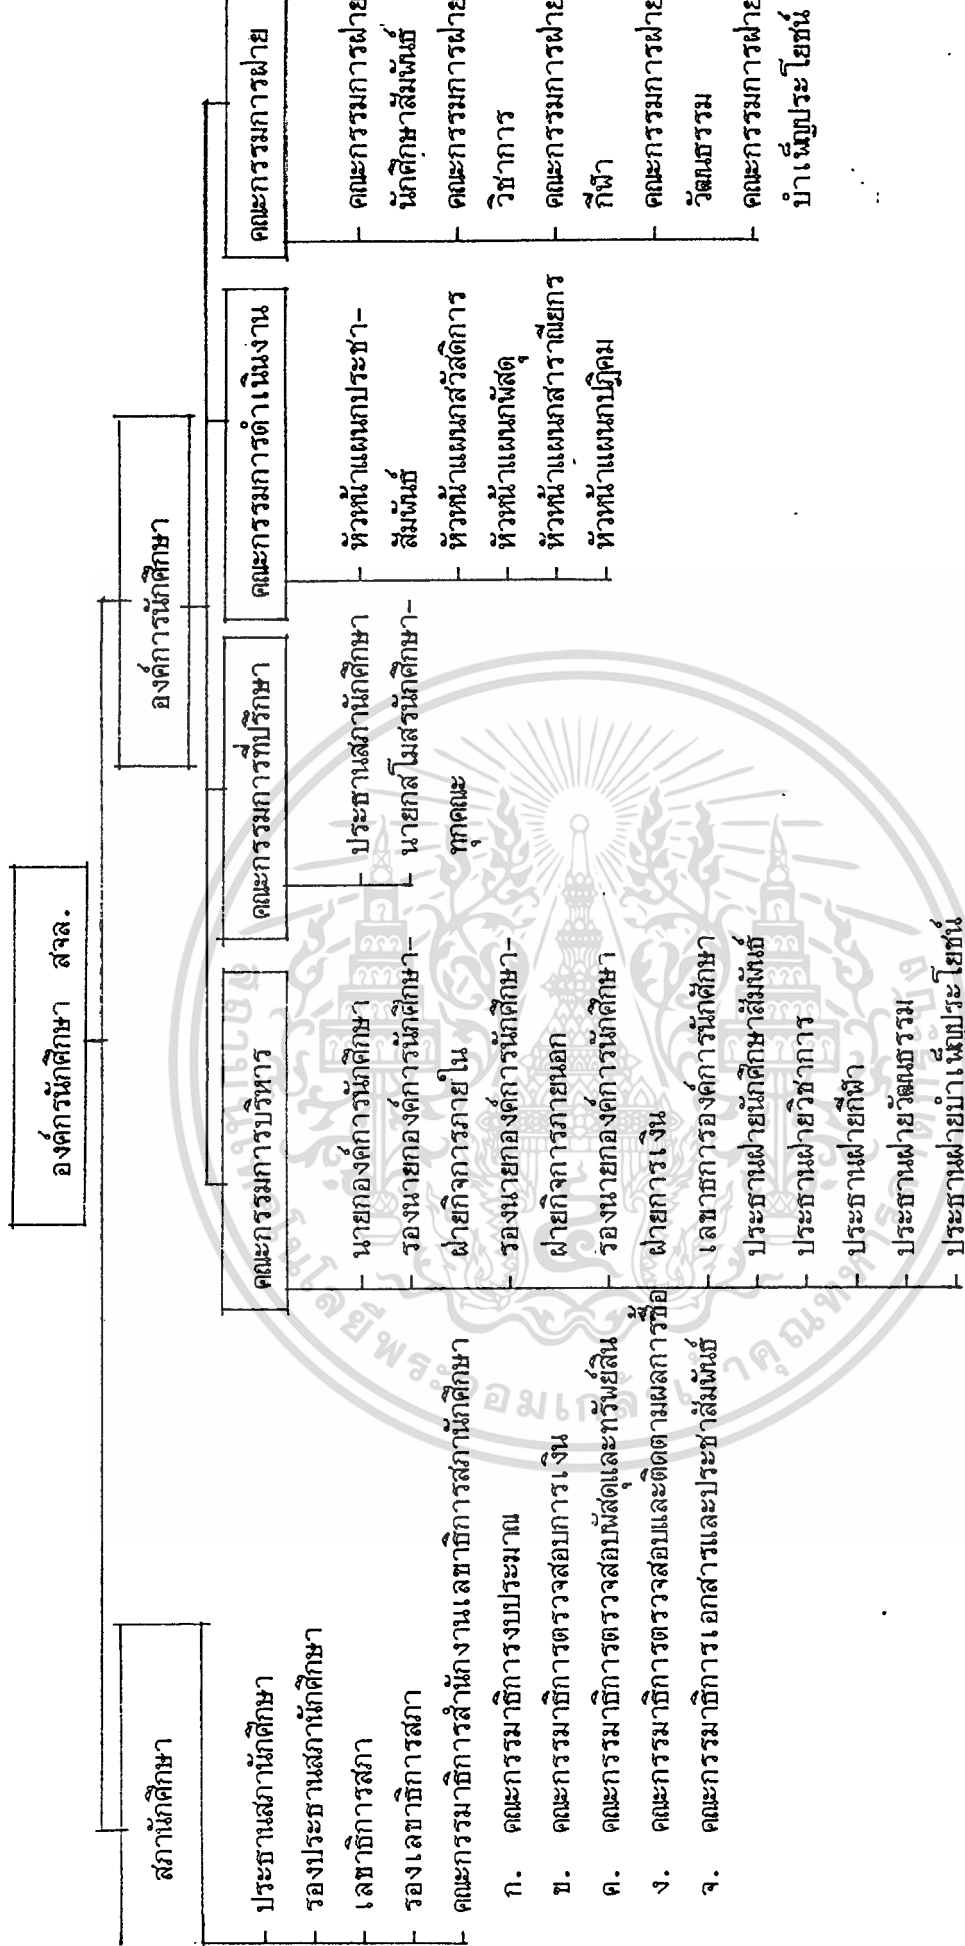 องค์กรนักศึกษา สจล.
สภานักศึกษา
ประธานสภานักศึกษา
รองประธานสภานักศึกษา
เลขาธิการสภา
รองเลขาธิการสภา
คณะกรรมาธิการสำนักงานเลขาธิการสภานักศึกษา
ก. คณะกรรมาธิการงบประมาณ
ข. คณะกรรมาธิการตรวจสอบการเงิน
ค. คณะกรรมาธิการตรวจสอบพัสดุและทรัพย์สิน
ง. คณะกรรมาธิการตรวจสอบและติดตามผลการซื้อ
จ. คณะกรรมาธิการเอกสารและประชาสัมพันธ์
องค์การนักศึกษา
คณะกรรมการบริหาร
นายกองค์การนักศึกษา
รองนายกองค์การนักศึกษา-
ฝ่ายกิจการภายใน
รองนายกองค์การนักศึกษา-
ฝ่ายกิจการภายนอก
รองนายกองค์การนักศึกษา
ฝ่ายการเงิน
เลขาธการองค์การนักศึกษา
ประธานฝ่ายนักศึกษาสัมพันธ์
ประธานฝ่ายวิชาการ
ประธานฝ่ายกีฬา
ประธานฝ่ายวัฒนธรรม
ประธานฝ่ายบำเพ็ญประโยชน์
คณะกรรมการที่ปรึกษา
ประธานสภานักศึกษา
นายกสโมสรนักศึกษา-
ทุกคณะ
คณะกรรมการดำเนินงาน
หัวหน้าแผนกประชา-
สัมพันธ์
หัวหน้าแผนกสวัสดิการ
หัวหน้าแผนกพัสดุ
หัวหน้าแผนกสาราณียกร
หัวหน้าแผนกปฏิคม
คณะกรรมการฝ่าย
คณะกรรมการฝ่าย
นักศึกษาสัมพันธ์
คณะกรรมการฝ่าย
วิชาการ
คณะกรรมการฝ่าย
กีฬา
คณะกรรมการฝ่าย
วัฒนธรรม
คณะกรรมการฝ่าย
บำเพ็ญประโยชน์